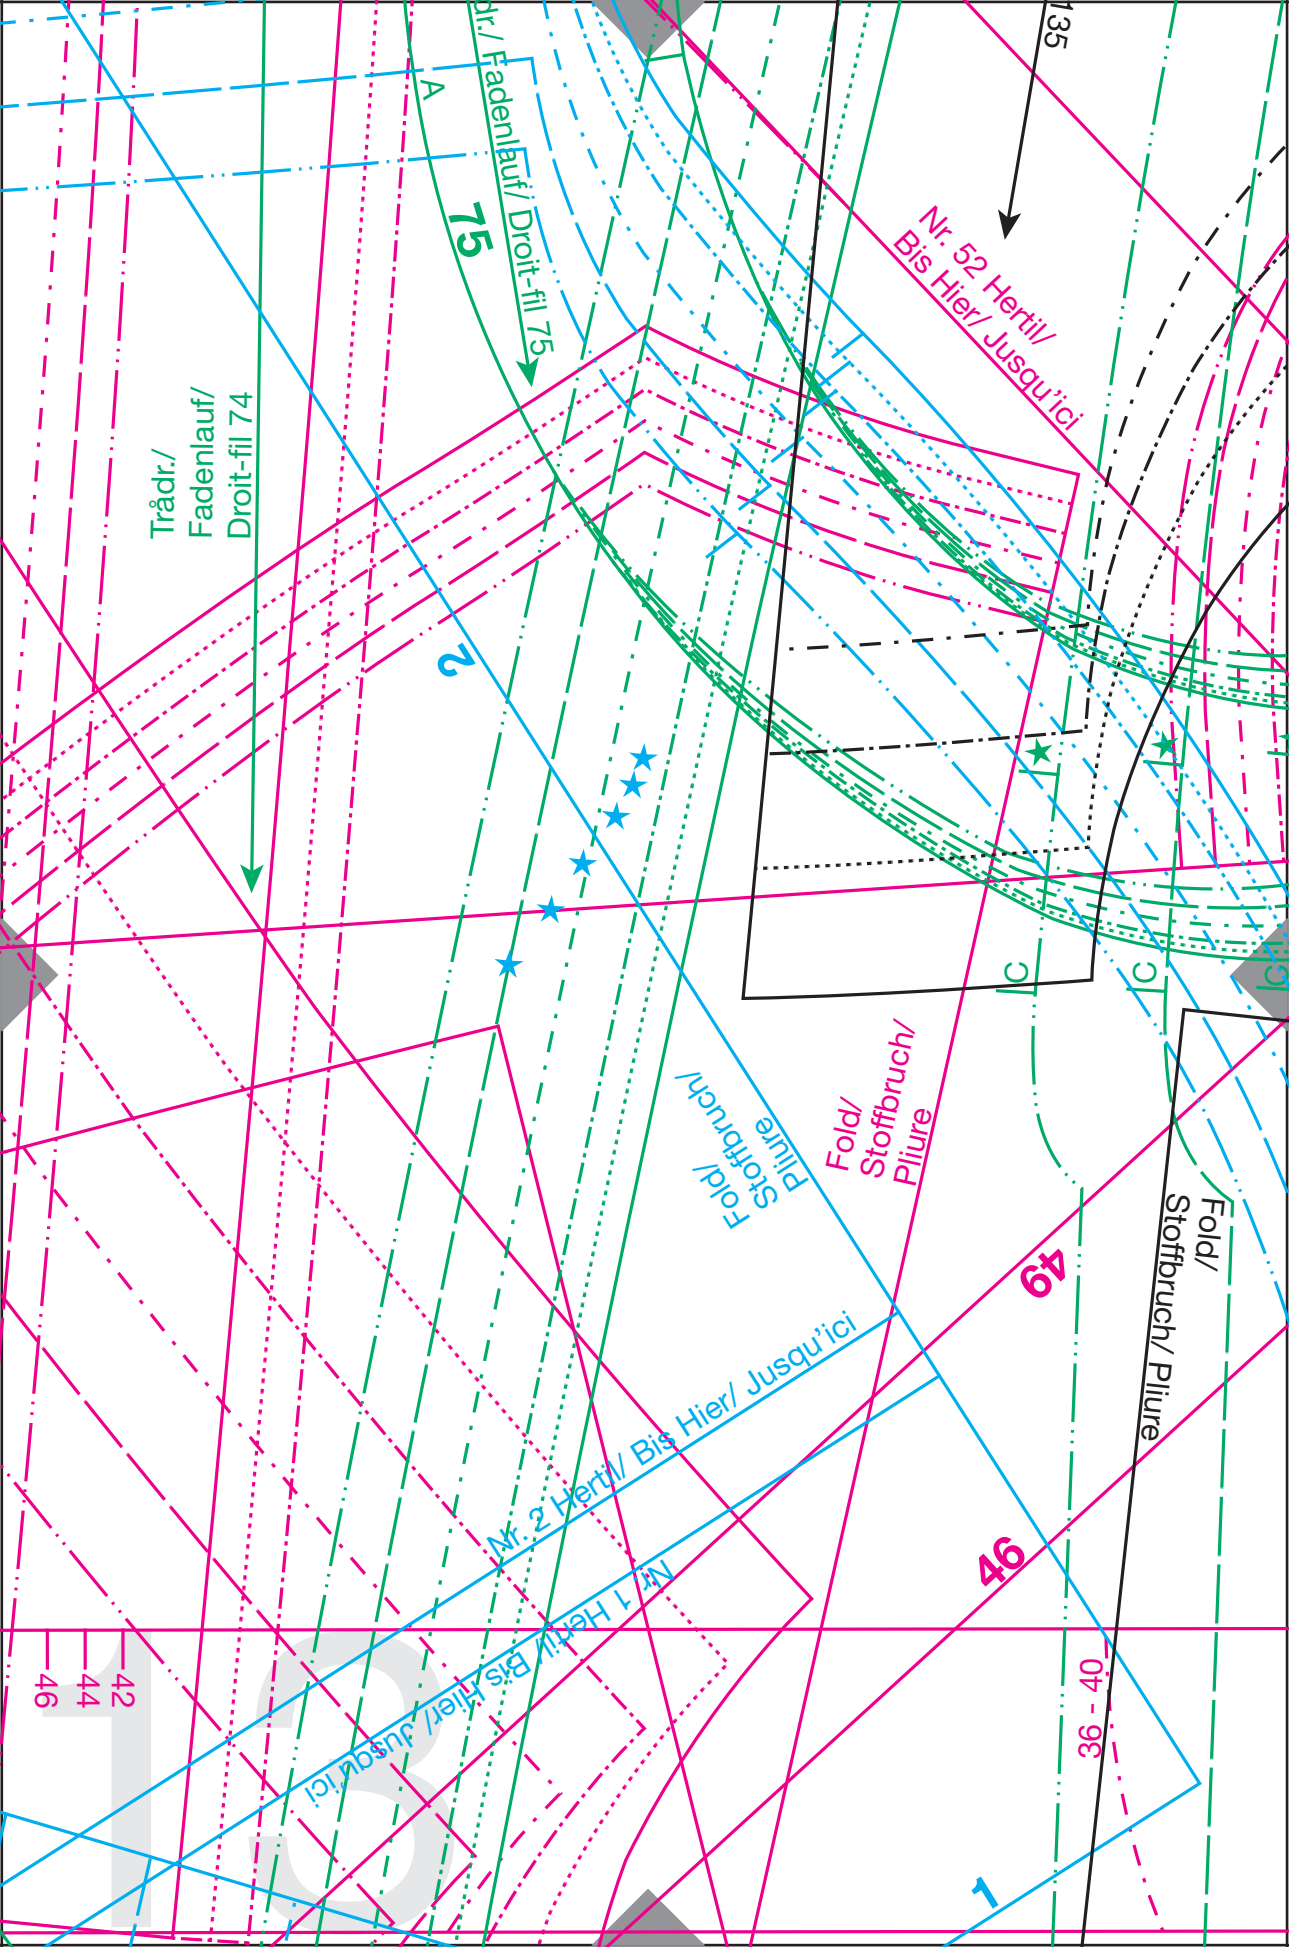 135
dr./ Fadenlauf/ Droit-fil 75
A
75
Nr. 52 Hertil/
Bis Hier/ Jusqu'ici
Trådr./
Fadenlauf/
Droit-fil 74
2
C
C
C
Fold/
Stoffbruch/
Pliure
Fold/
Stoffbruch/
Pliure
Fold/
Stoffbruch/ Pliure
49
Nr. 2 Hertil/ Bis Hier/ Jusqu'ici
Nr. 1 Hertil/ Bis Hier/ Jusqu'ici
46
46
44
42
13
36 - 40
1